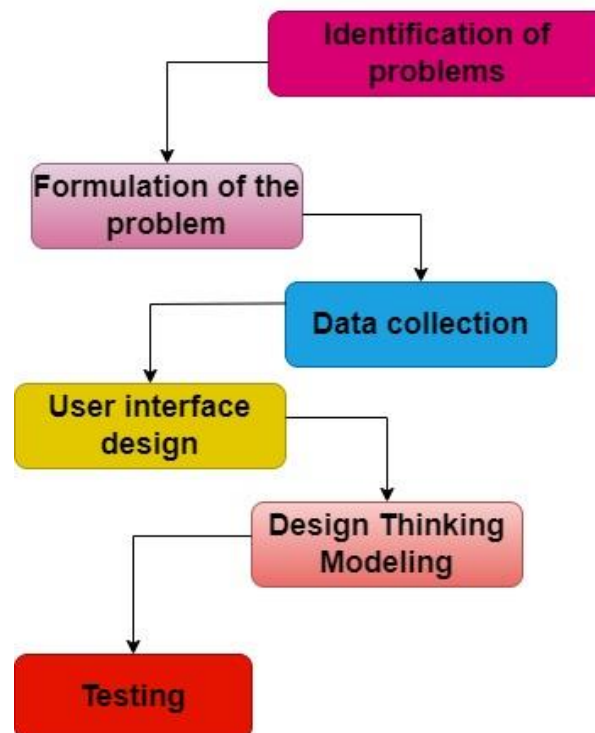 Identification of
problems
Formulation of the
problem
Data collection
User interface
design
Design Thinking
Modeling
Testing